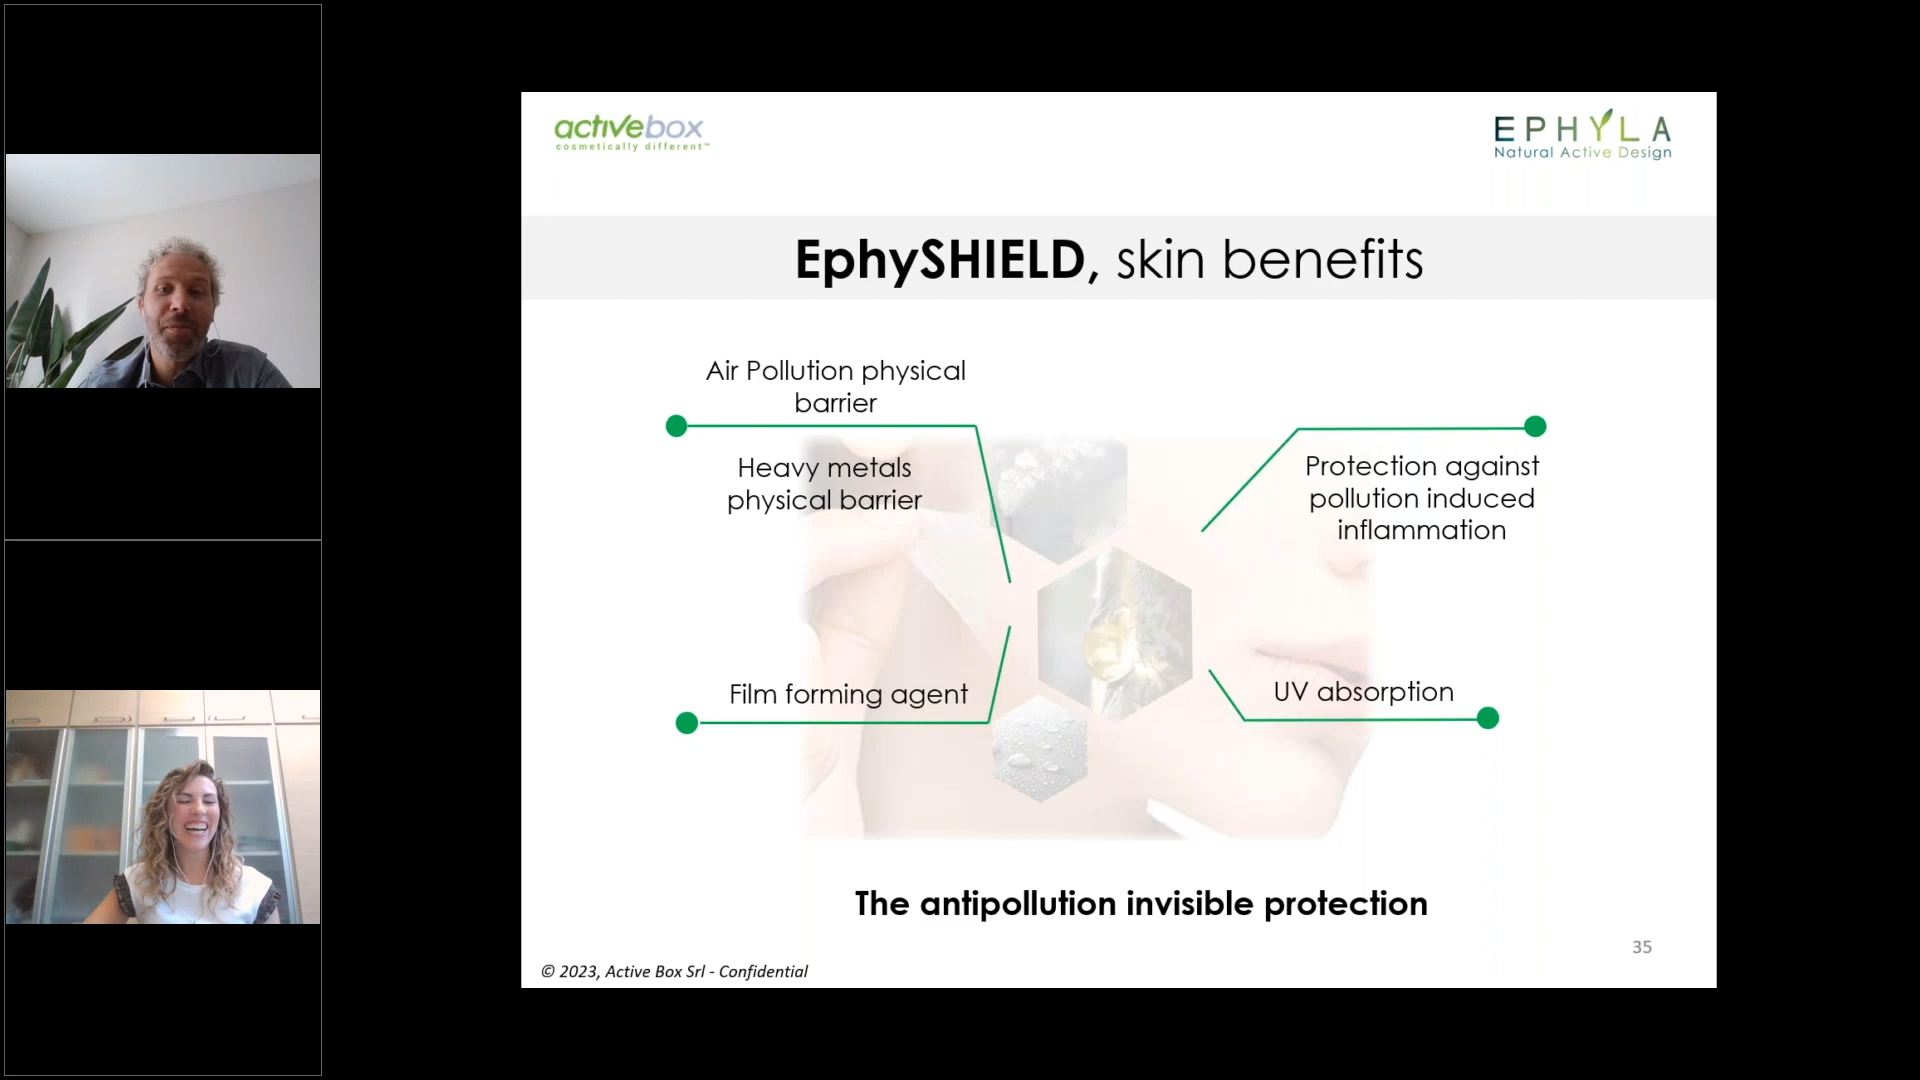 activebox
cosmetically different™
EPHYLA
Natural Active Design
EphySHIELD, skin benefits
Air Pollution physical
barrier
Heavy metals
physical barrier
Protection against
pollution induced
inflammation
Film forming agent
UV absorption
The antipollution invisible protection
35
© 2023, Active Box Srl - Confidential